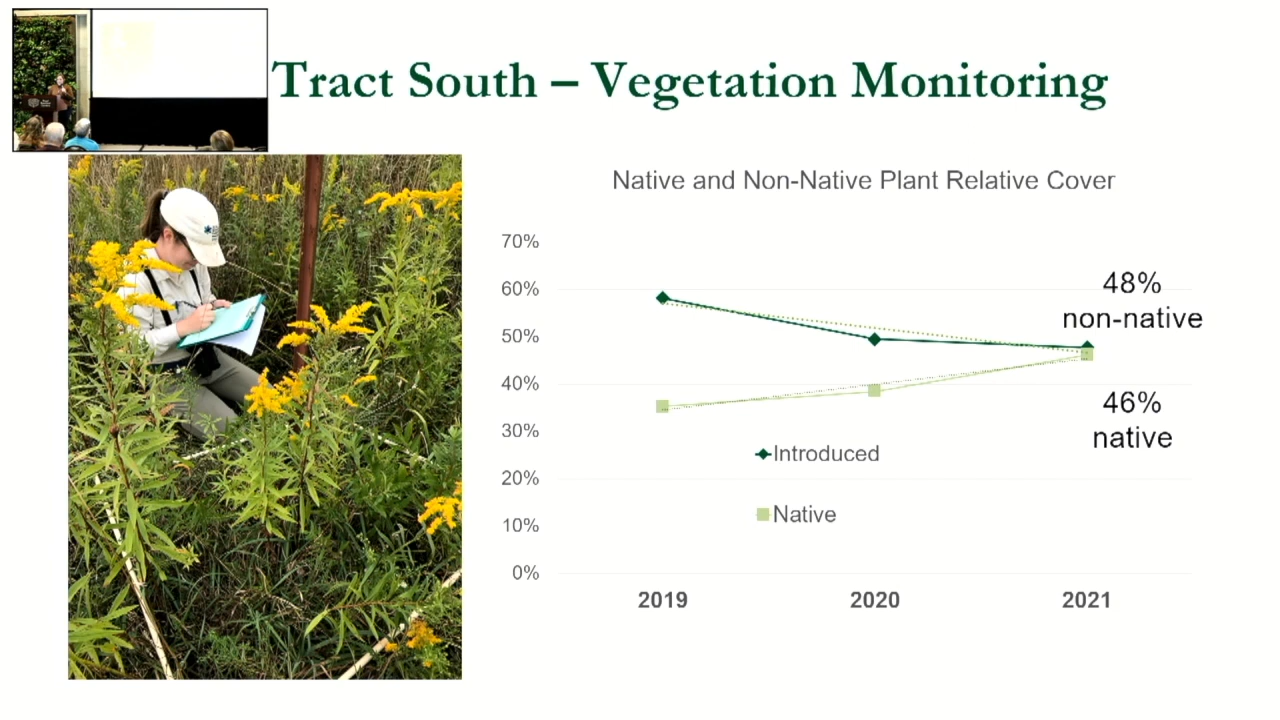 Tract South – Vegetation Monitoring
Native and Non-Native Plant Relative Cover
70%
60%
50%
40%
30%
20%
10%
0%
48%
non-native
46%
native
Introduced
Native
2019 2020 2021